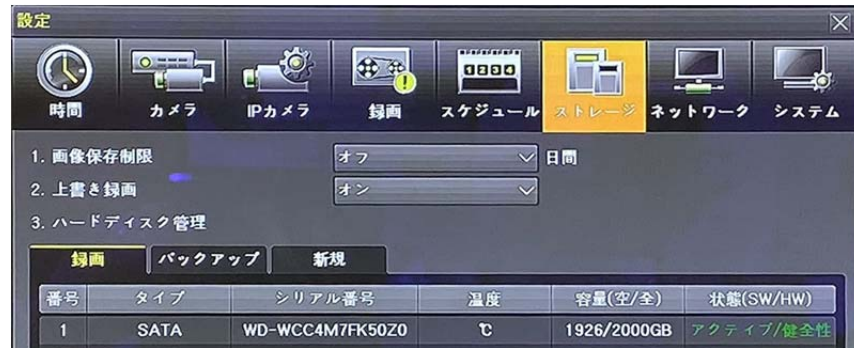 設定
時間 カメラ IPカメラ 録画 スケジュール ストレージ ネットワーク システム
1. 画像保存制限 オフ 日間
2. 上書き録画 オン
3. ハードディスク管理
録画 バックアップ 新規
番号 タイプ シリアル番号 温度 容量(空/全) 状態(SW/HW)
1 SATA WD-WCC4M7FK50Z0 ℃ 1926/2000GB アクティブ/健全性